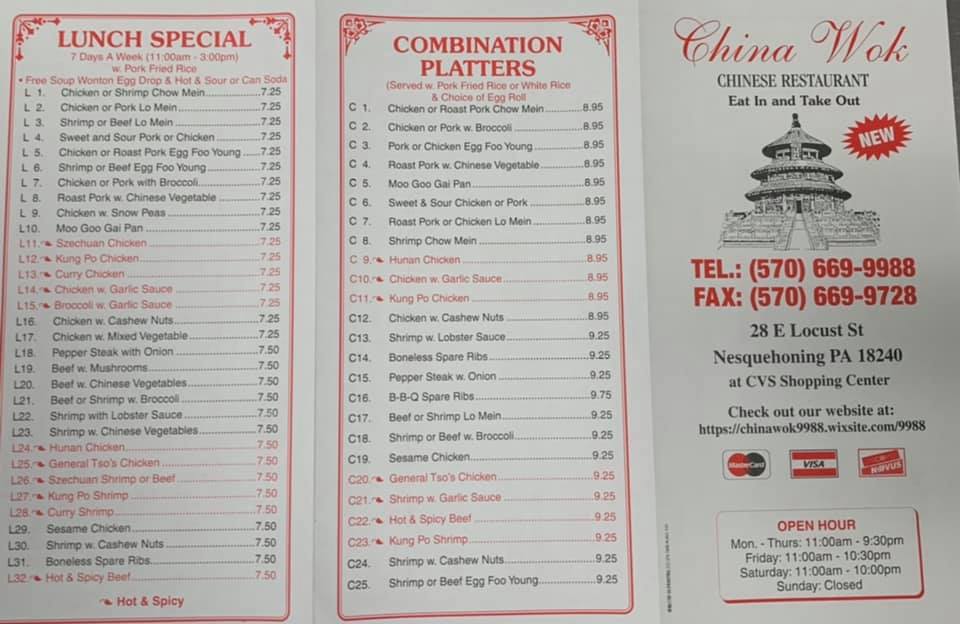 LUNCH SPECIAL
7 Days A Week (11:00am - 3:00pm)
w. Pork Fried Rice
• Free Soup Wonton Egg Drop & Hot & Sour or Can Soda
L 1. Chicken or Shrimp Chow Mein 7.25
L 2. Chicken or Pork Lo Mein 7.25
L 3. Shrimp or Beef Lo Mein 7.25
L 4. Sweet and Sour Pork or Chicken 7.25
L 5. Chicken or Roast Pork Egg Foo Young 7.25
L 6. Shrimp or Beef Egg Foo Young 7.25
L 7. Chicken or Pork with Broccoli 7.25
L 8. Roast Pork w. Chinese Vegetable 7.25
L 9. Chicken w. Snow Peas 7.25
L10. Moo Goo Gai Pan 7.25
L11. Szechuan Chicken 7.25
L12. Kung Po Chicken 7.25
L13. Curry Chicken 7.25
L14. Chicken w. Garlic Sauce 7.25
L15. Broccoli w. Garlic Sauce 7.25
L16. Chicken w. Cashew Nuts 7.25
L17. Chicken w. Mixed Vegetable 7.25
L18. Pepper Steak with Onion 7.50
L19. Beef w. Mushrooms 7.50
L20. Beef w. Chinese Vegetables 7.50
L21. Beef or Shrimp w. Broccoli 7.50
L22. Shrimp with Lobster Sauce 7.50
L23. Shrimp w. Chinese Vegetables 7.50
L24. Hunan Chicken 7.50
L25. General Tso's Chicken 7.50
L26. Szechuan Shrimp or Beef 7.50
L27. Kung Po Shrimp 7.50
L28. Curry Shrimp 7.50
L29. Sesame Chicken 7.50
L30. Shrimp w. Cashew Nuts 7.50
L31. Boneless Spare Ribs 7.50
L32. Hot & Spicy Beef 7.50
Hot & Spicy
COMBINATION
PLATTERS
(Served w. Pork Fried Rice or White Rice
& Choice of Egg Roll
C 1. Chicken or Roast Pork Chow Mein 8.95
C 2. Chicken or Pork w. Broccoli 8.95
C 3. Pork or Chicken Egg Foo Young 8.95
C 4. Roast Pork w. Chinese Vegetable 8.95
C 5. Moo Goo Gai Pan 8.95
C 6. Sweet & Sour Chicken or Pork 8.95
C 7. Roast Pork or Chicken Lo Mein 8.95
C 8. Shrimp Chow Mein 8.95
C 9. Hunan Chicken 8.95
C10. Chicken w. Garlic Sauce 8.95
C11. Kung Po Chicken 8.95
C12. Chicken w. Cashew Nuts 8.95
C13. Shrimp w. Lobster Sauce 9.25
C14. Boneless Spare Ribs 9.25
C15. Pepper Steak w. Onion 9.25
C16. B-B-Q Spare Ribs 9.75
C17. Beef or Shrimp Lo Mein 9.25
C18. Shrimp or Beef w. Broccoli 9.25
C19. Sesame Chicken 9.25
C20. General Tso's Chicken 9.25
C21. Shrimp w. Garlic Sauce 9.25
C22. Hot & Spicy Beef 9.25
C23. Kung Po Shrimp 9.25
C24. Shrimp w. Cashew Nuts 9.25
C25. Shrimp or Beef Egg Foo Young 9.25
China Wok
CHINESE RESTAURANT
Eat In and Take Out
NEW
TEL.: (570) 669-9988
FAX: (570) 669-9728
28 E Locust St
Nesquehoning PA 18240
at CVS Shopping Center
Check out our website at:
https://chinawok9988.wixsite.com/9988
MasterCard VISA NOVUS
OPEN HOUR
Mon. - Thurs: 11:00am - 9:30pm
Friday: 11:00am - 10:30pm
Saturday: 11:00am - 10:00pm
Sunday: Closed